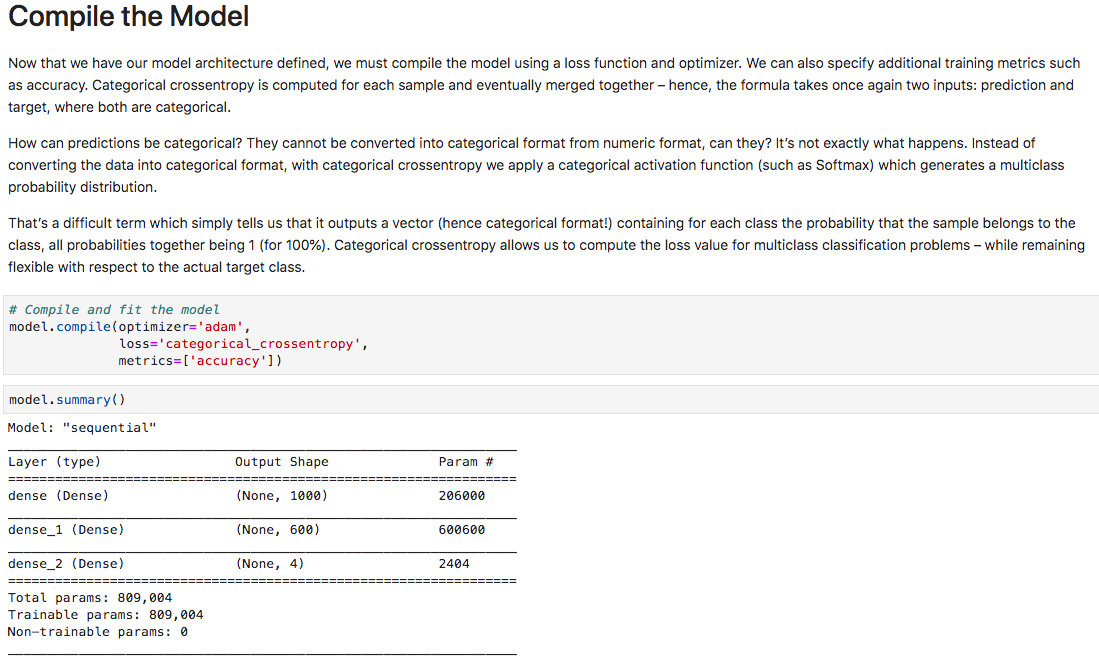 Compile the Model
Now that we have our model architecture defined, we must compile the model using a loss function and optimizer. We can also specify additional training metrics such
as accuracy. Categorical crossentropy is computed for each sample and eventually merged together – hence, the formula takes once again two inputs: prediction and
target, where both are categorical.
How can predictions be categorical? They cannot be converted into categorical format from numeric format, can they? It’s not exactly what happens. Instead of
converting the data into categorical format, with categorical crossentropy we apply a categorical activation function (such as Softmax) which generates a multiclass
probability distribution.
That’s a difficult term which simply tells us that it outputs a vector (hence categorical format!) containing for each class the probability that the sample belongs to the
class, all probabilities together being 1 (for 100%). Categorical crossentropy allows us to compute the loss value for multiclass classification problems – while remaining
flexible with respect to the actual target class.
# Compile and fit the model
model.compile(optimizer='adam',
              loss='categorical_crossentropy',
              metrics=['accuracy'])
model.summary()
Model: "sequential"
_________________________________________________________________
Layer (type)                 Output Shape              Param #
=================================================================
dense (Dense)                (None, 1000)              206000
_________________________________________________________________
dense_1 (Dense)              (None, 600)               600600
_________________________________________________________________
dense_2 (Dense)              (None, 4)                 2404
=================================================================
Total params: 809,004
Trainable params: 809,004
Non-trainable params: 0
_________________________________________________________________